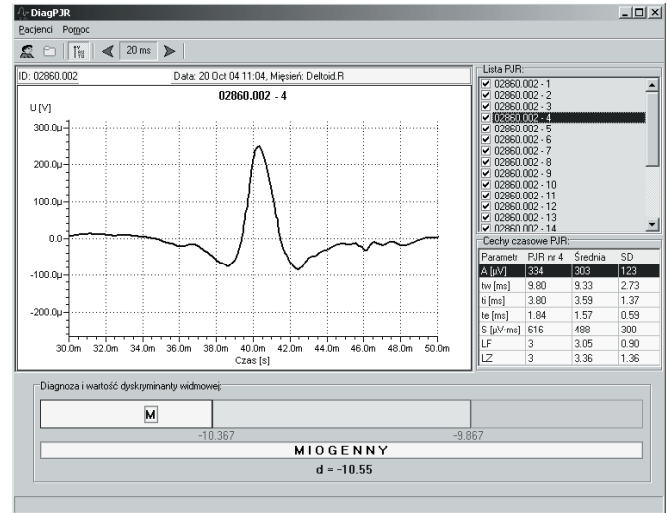 DiagPJR
Pacjenci Pomoc
20 ms
ID: 02860.002 Data: 20 Oct 04 11:04, Mięsień: Deltoid.R
02860.002 - 4
U [V]
300.0µ
200.0µ
100.0µ
0.0
-100.0µ
-200.0µ
30.0m 32.0m 34.0m 36.0m 38.0m 40.0m 42.0m 44.0m 46.0m 48.0m 50.0m
Czas [s]
Lista PJR:
02860.002 - 1
02860.002 - 2
02860.002 - 3
02860.002 - 4
02860.002 - 5
02860.002 - 6
02860.002 - 7
02860.002 - 8
02860.002 - 9
02860.002 - 10
02860.002 - 11
02860.002 - 12
02860.002 - 13
02860.002 - 14
Cechy czasowe PJR:
Parametr PJR nr 4 Średnia SD
A [µV] 334 303 123
tw [ms] 9.80 9.33 2.73
ti [ms] 3.80 3.59 1.37
te [ms] 1.84 1.57 0.59
S [µV·ms] 616 488 300
LF 3 3.05 0.90
LZ 3 3.36 1.36
Diagnoza i wartość dyskryminanty widmowej:
M
-10.367 -9.867
MIOGENNY
d = -10.55